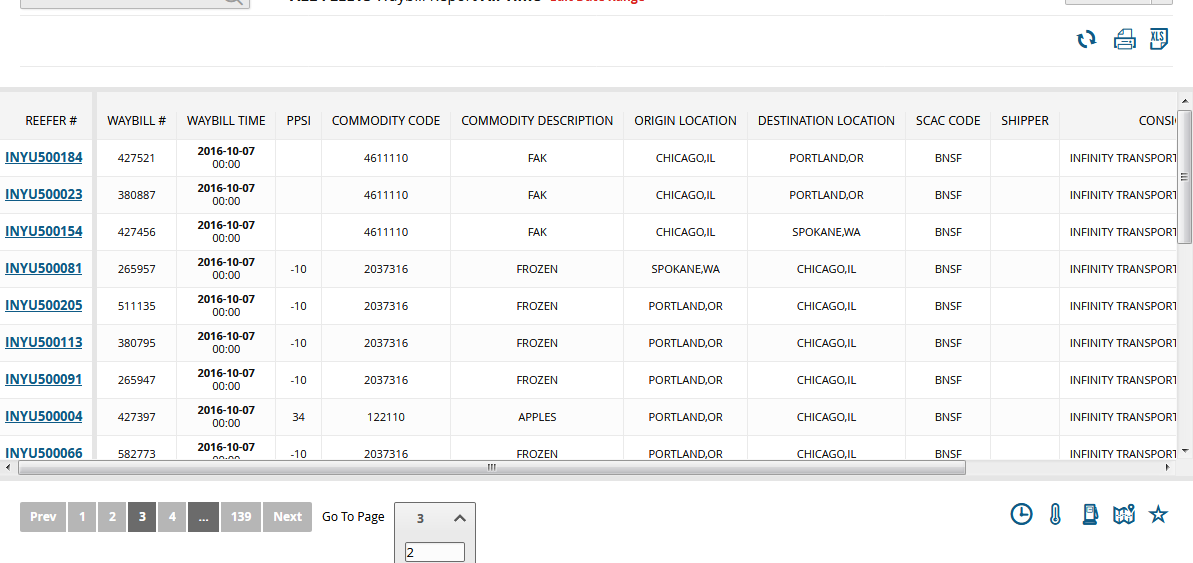 XLS
REEFER # WAYBILL # WAYBILL TIME PPSI COMMODITY CODE COMMODITY DESCRIPTION ORIGIN LOCATION DESTINATION LOCATION SCAC CODE SHIPPER CONSI
INYU500184 427521 2016-10-07 00:00 4611110 FAK CHICAGO,IL PORTLAND,OR BNSF INFINITY TRANSPORT
INYU500023 380887 2016-10-07 00:00 4611110 FAK CHICAGO,IL PORTLAND,OR BNSF INFINITY TRANSPORT
INYU500154 427456 2016-10-07 00:00 4611110 FAK CHICAGO,IL SPOKANE,WA BNSF INFINITY TRANSPORT
INYU500081 265957 2016-10-07 00:00 -10 2037316 FROZEN SPOKANE,WA CHICAGO,IL BNSF INFINITY TRANSPORT
INYU500205 511135 2016-10-07 00:00 -10 2037316 FROZEN PORTLAND,OR CHICAGO,IL BNSF INFINITY TRANSPORT
INYU500113 380795 2016-10-07 00:00 -10 2037316 FROZEN PORTLAND,OR CHICAGO,IL BNSF INFINITY TRANSPORT
INYU500091 265947 2016-10-07 00:00 -10 2037316 FROZEN PORTLAND,OR CHICAGO,IL BNSF INFINITY TRANSPORT
INYU500004 427397 2016-10-07 00:00 34 122110 APPLES PORTLAND,OR CHICAGO,IL BNSF INFINITY TRANSPORT
INYU500066 582773 2016-10-07 -10 2037316 FROZEN PORTLAND,OR CHICAGO,IL BNSF INFINITY TRANSPORT
Prev 1 2 3 4 ... 139 Next Go To Page 3
2